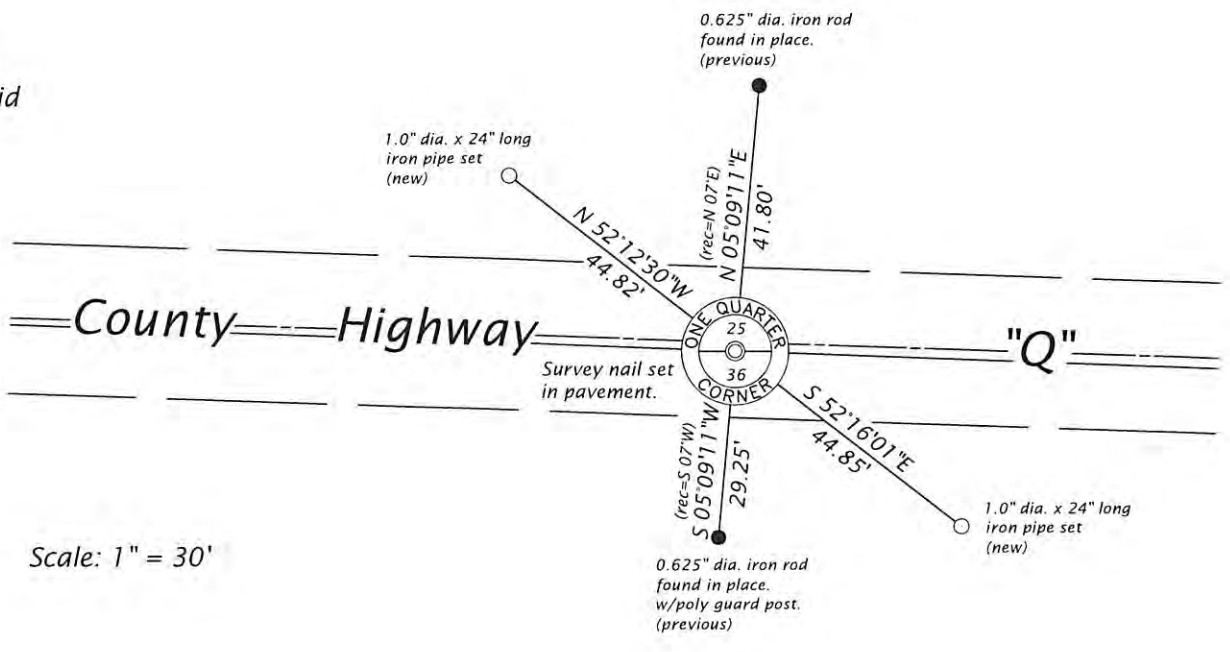 0.625" dia. iron rod
found in place.
(previous)
id
1.0" dia. x 24" long
iron pipe set
(new)
(rec=N 07°E)
N 05°09'11"E
41.80'
N 52°12'30"W
44.82'
County Highway "Q"
ONE QUARTER
25
36
CORNER
Survey nail set
in pavement.
S 52°16'01"E
44.85'
(rec=S 07°W)
S 05°09'11"W
29.25'
1.0" dia. x 24" long
iron pipe set
(new)
Scale: 1" = 30'
0.625" dia. iron rod
found in place.
w/poly guard post.
(previous)